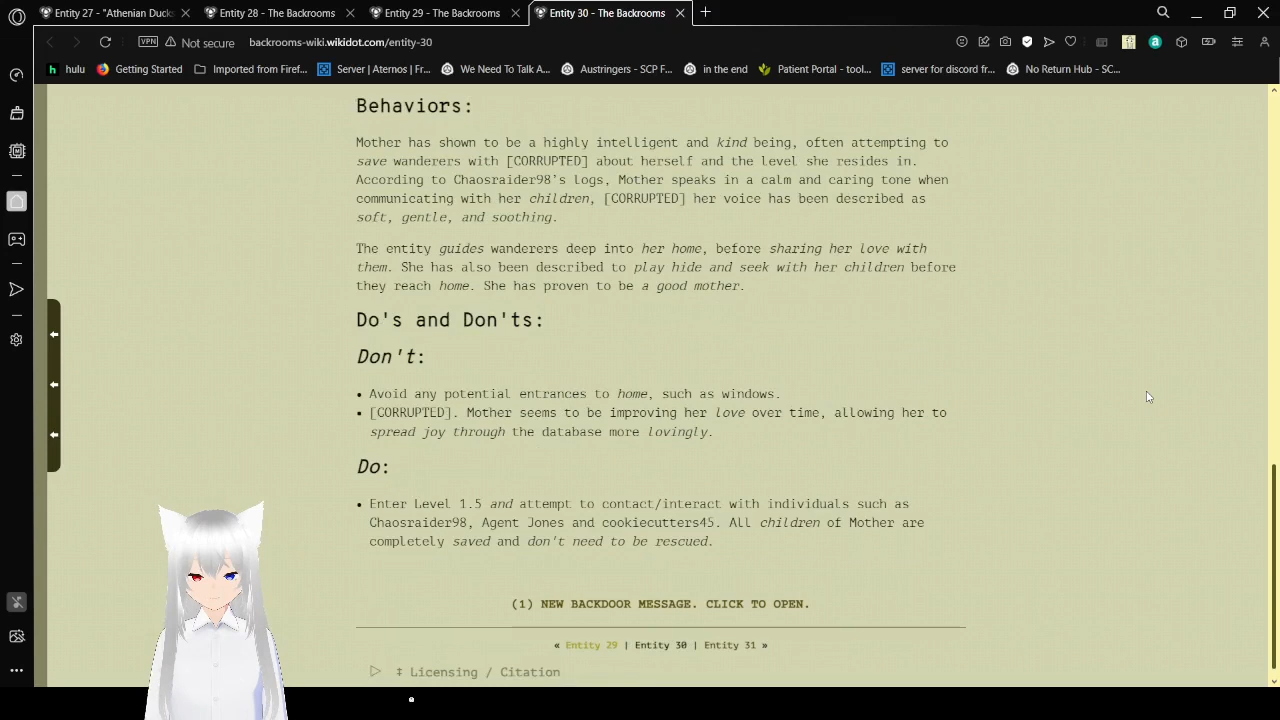 Entity 27 - "Athenian Ducks
Entity 28 - The Backrooms
Entity 29 - The Backrooms
Entity 30 - The Backrooms
VPN
Not secure
backrooms-wiki.wikidot.com/entity-30
hulu
Getting Started
Imported from Firef...
Server | Aternos | Fr...
We Need To Talk A...
Austringers - SCP F...
in the end
Patient Portal - tool...
server for discord fr...
No Return Hub - SC...
Behaviors:
Mother has shown to be a highly intelligent and kind being, often attempting to
save wanderers with [CORRUPTED] about herself and the level she resides in.
According to Chaosraider98's logs, Mother speaks in a calm and caring tone when
communicating with her children, [CORRUPTED] her voice has been described as
soft, gentle, and soothing.
The entity guides wanderers deep into her home, before sharing her love with
them. She has also been described to play hide and seek with her children before
they reach home. She has proven to be a good mother.
Do's and Don'ts:
Don't:
• Avoid any potential entrances to home, such as windows.
• [CORRUPTED]. Mother seems to be improving her love over time, allowing her to
spread joy through the database more lovingly.
Do:
• Enter Level 1.5 and attempt to contact/interact with individuals such as
Chaosraider98, Agent Jones and cookiecutters45. All children of Mother are
completely saved and don't need to be rescued.
(1) NEW BACKDOOR MESSAGE. CLICK TO OPEN.
« Entity 29 | Entity 30 | Entity 31 »
‡ Licensing / Citation